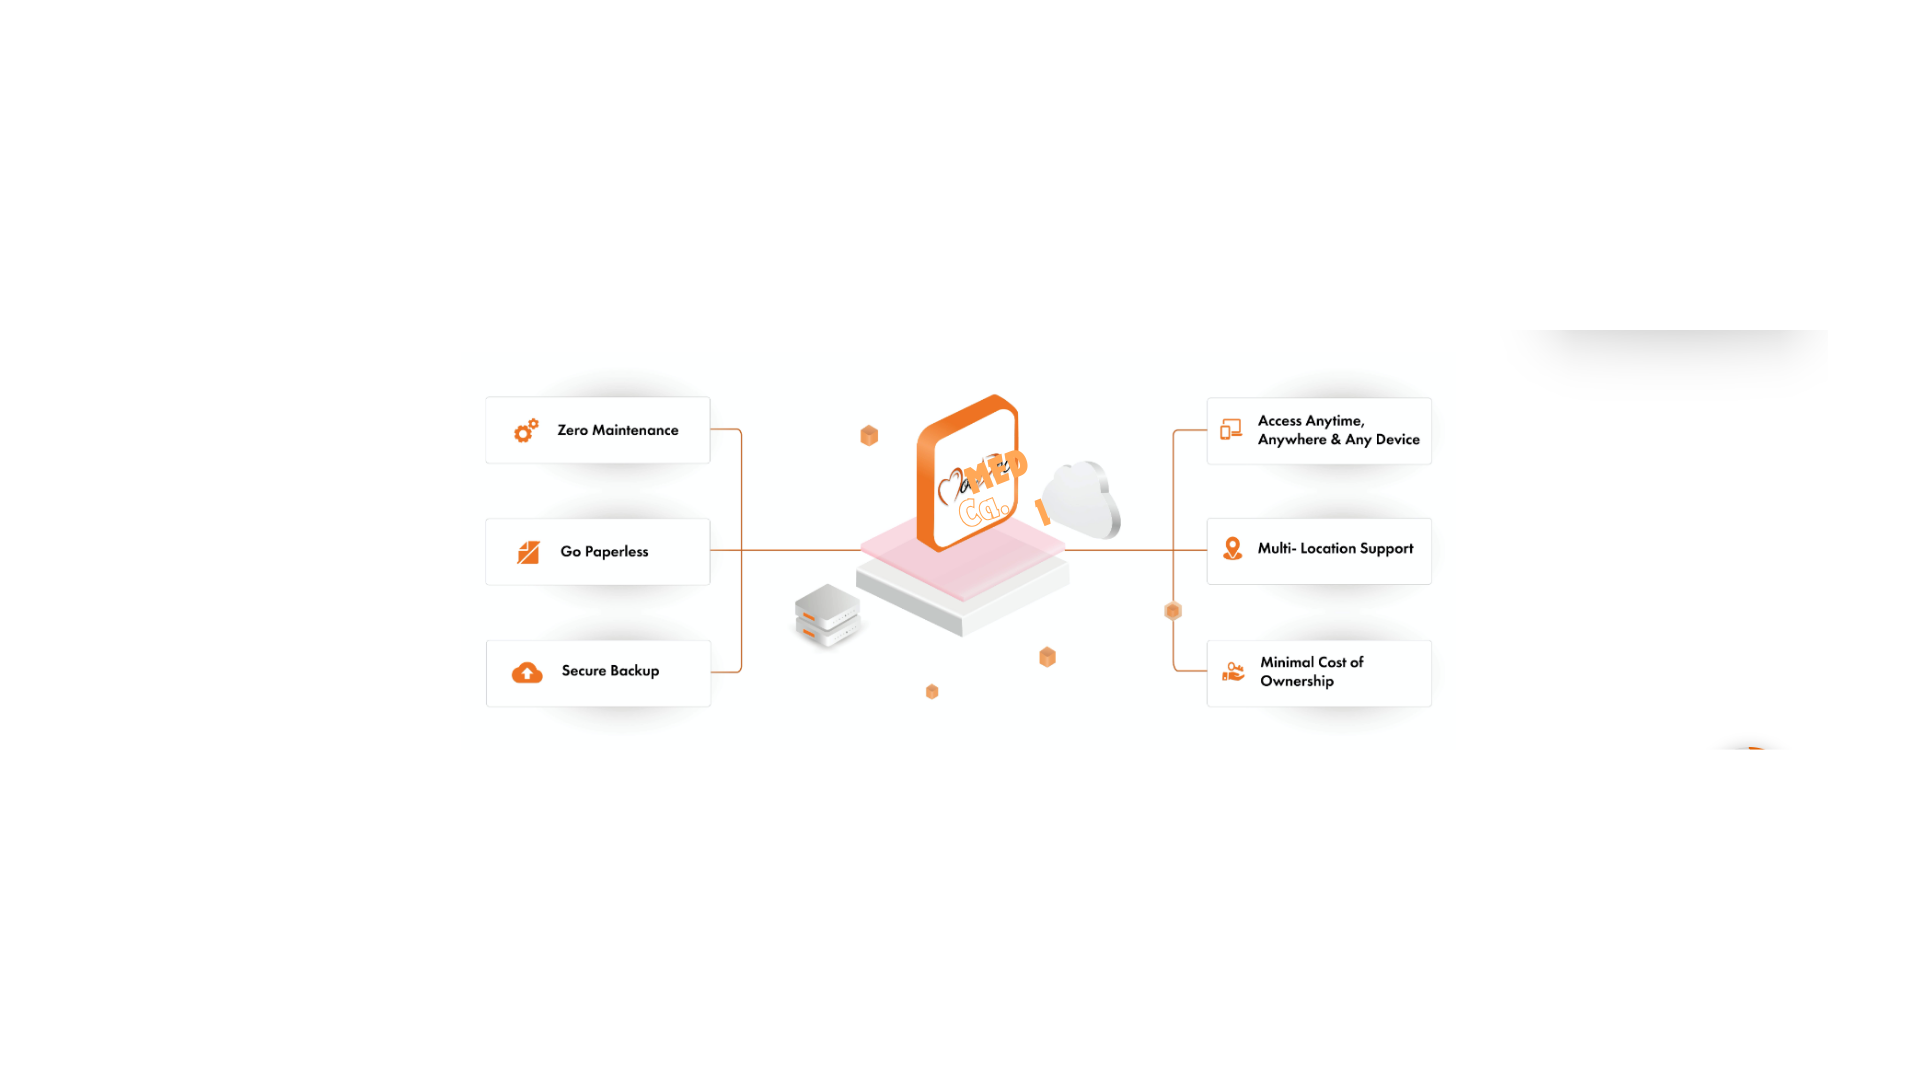 Zero Maintenance
Go Paperless
Secure Backup
MED
Ca.
1
Access Anytime,
Anywhere & Any Device
Multi- Location Support
Minimal Cost of
Ownership